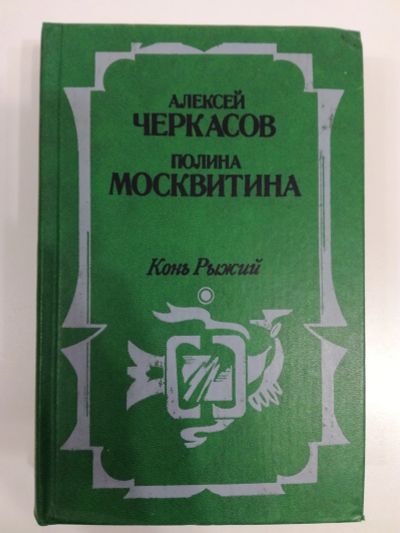 АЛЕКСЕЙ
ЧЕРКАСОВ
ПОЛИНА
МОСКВИТИНА
Конь Рыжий